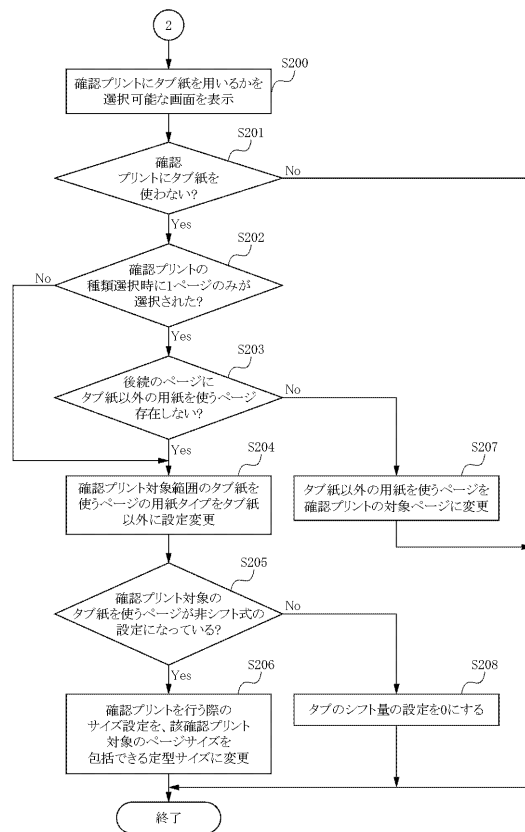 2
S200
確認プリントにタブ紙を用いるかを
選択可能な画面を表示
S201
確認
プリントにタブ紙を
使わない?
No
Yes
S202
確認プリントの
種類選択時に1ページのみが
選択された?
No
Yes
S203
後続のページに
タブ紙以外の用紙を使うページ
存在しない?
No
Yes
S204
確認プリント対象範囲のタブ紙を
使うページの用紙タイプをタブ紙
以外に設定変更
S207
タブ紙以外の用紙を使うページを
確認プリントの対象ページに変更
S205
確認プリント対象の
タブ紙を使うページが非シフト式の
設定になっている?
No
Yes
S206
確認プリントを行う際の
サイズ設定を、該確認プリント
対象のページサイズを
包括できる定型サイズに変更
S208
タブのシフト量の設定を0にする
終了